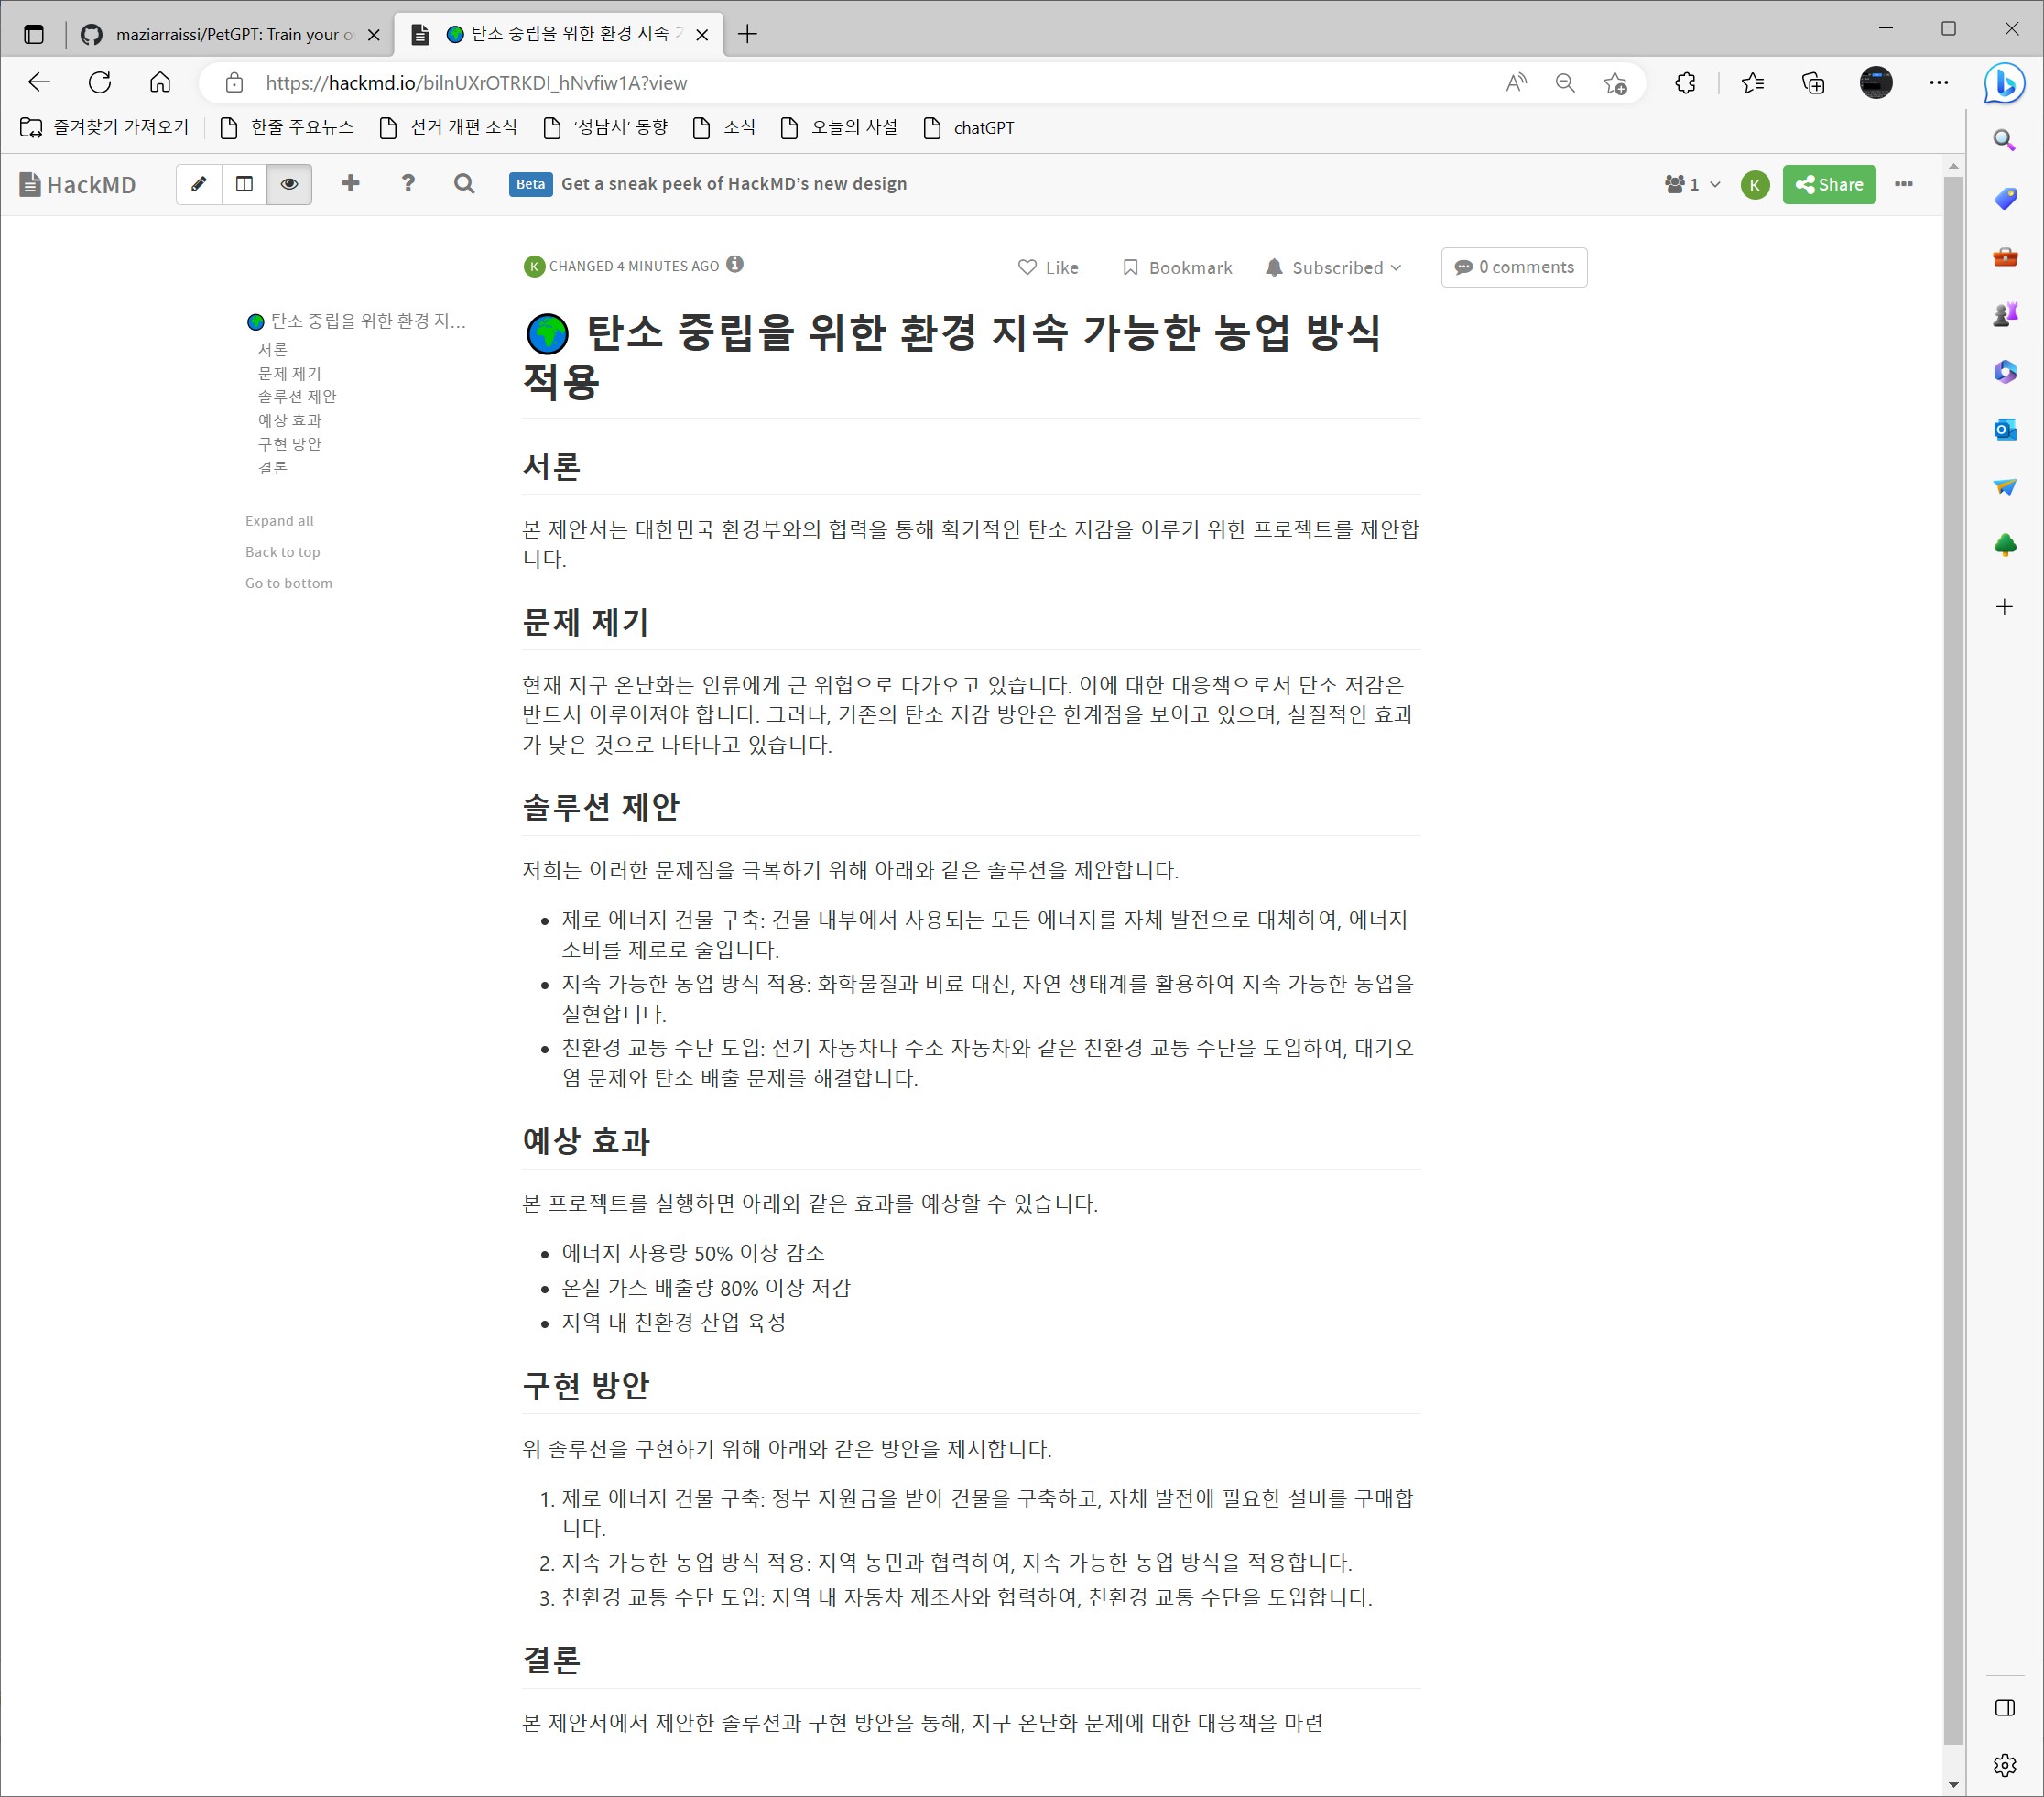 maziarraissi/PetGPT: Train your o
🌍 탄소 중립을 위한 환경 지속
https://hackmd.io/bilnUXrOTRKDI_hNvfiw1A?view
즐겨찾기 가져오기
한줄 주요뉴스
선거 개편 소식
'성남시' 동향
소식
오늘의 사설
chatGPT
HackMD
Beta Get a sneak peek of HackMD's new design
1
K
Share
K CHANGED 4 MINUTES AGO
Like
Bookmark
Subscribed
0 comments
🌍 탄소 중립을 위한 환경 지...
서론
문제 제기
솔루션 제안
예상 효과
구현 방안
결론
Expand all
Back to top
Go to bottom
🌍 탄소 중립을 위한 환경 지속 가능한 농업 방식
적용
서론
본 제안서는 대한민국 환경부와의 협력을 통해 획기적인 탄소 저감을 이루기 위한 프로젝트를 제안합
니다.
문제 제기
현재 지구 온난화는 인류에게 큰 위협으로 다가오고 있습니다. 이에 대한 대응책으로서 탄소 저감은
반드시 이루어져야 합니다. 그러나, 기존의 탄소 저감 방안은 한계점을 보이고 있으며, 실질적인 효과
가 낮은 것으로 나타나고 있습니다.
솔루션 제안
저희는 이러한 문제점을 극복하기 위해 아래와 같은 솔루션을 제안합니다.
• 제로 에너지 건물 구축: 건물 내부에서 사용되는 모든 에너지를 자체 발전으로 대체하여, 에너지
소비를 제로로 줄입니다.
• 지속 가능한 농업 방식 적용: 화학물질과 비료 대신, 자연 생태계를 활용하여 지속 가능한 농업을
실현합니다.
• 친환경 교통 수단 도입: 전기 자동차나 수소 자동차와 같은 친환경 교통 수단을 도입하여, 대기오
염 문제와 탄소 배출 문제를 해결합니다.
예상 효과
본 프로젝트를 실행하면 아래와 같은 효과를 예상할 수 있습니다.
• 에너지 사용량 50% 이상 감소
• 온실 가스 배출량 80% 이상 저감
• 지역 내 친환경 산업 육성
구현 방안
위 솔루션을 구현하기 위해 아래와 같은 방안을 제시합니다.
1. 제로 에너지 건물 구축: 정부 지원금을 받아 건물을 구축하고, 자체 발전에 필요한 설비를 구매합
니다.
2. 지속 가능한 농업 방식 적용: 지역 농민과 협력하여, 지속 가능한 농업 방식을 적용합니다.
3. 친환경 교통 수단 도입: 지역 내 자동차 제조사와 협력하여, 친환경 교통 수단을 도입합니다.
결론
본 제안서에서 제안한 솔루션과 구현 방안을 통해, 지구 온난화 문제에 대한 대응책을 마련